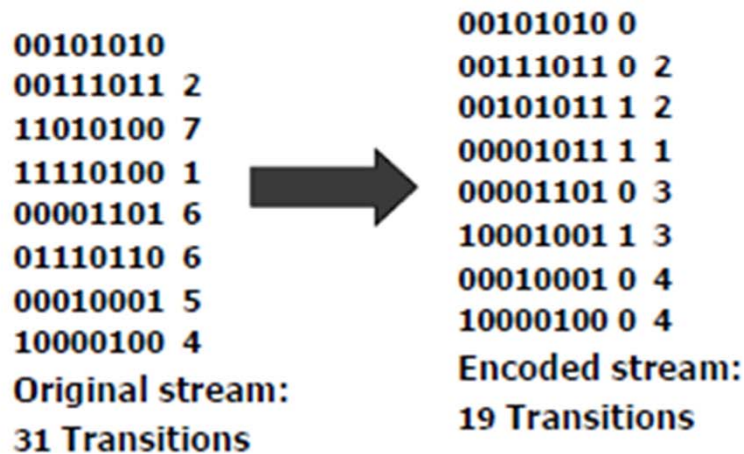 00101010
00111011 2
11010100 7
11110100 1
00001101 6
01110110 6
00010001 5
10000100 4
Original stream:
31 Transitions
00101010 0
00111011 0 2
00101011 1 2
00001011 1 1
00001101 0 3
10001001 1 3
00010001 0 4
10000100 0 4
Encoded stream:
19 Transitions